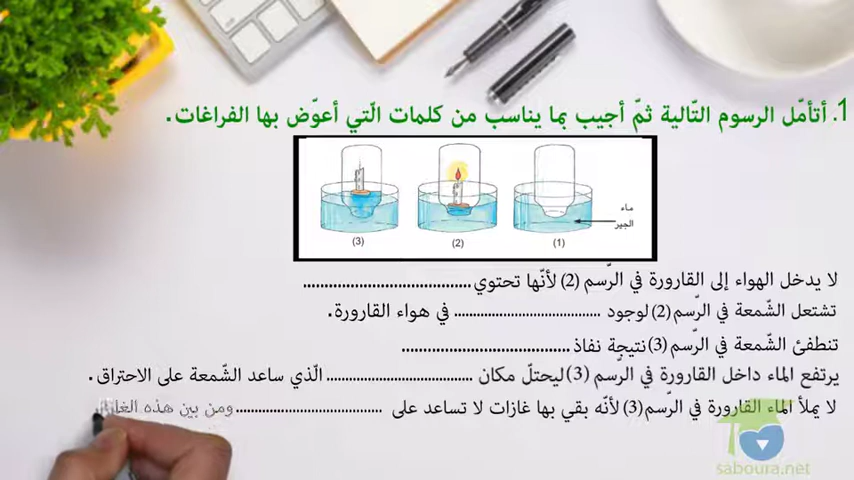 1. أتأمّل الرسوم التّالية ثمّ أجيب بما يناسب من كلمات الّتي أعوّض بها الفراغات.
ماء
الجير
(3) (2) (1)
لا يدخل الهواء إلى القارورة في الرّسم (2) لأنّها تحتوي........................................
تشتعل الشّمعة في الرّسم(2) لوجود ................................... في هواء القارورة.
تنطفئ الشّمعة في الرّسم (3) نتيجة نفاذ........................................
يرتفع الماء داخل القارورة في الرّسم (3) ليحتلّ مكان ................................... الّذي ساعد الشّمعة على الاحتراق.
لا يملأ الماء القارورة في الرّسم(3) لأنّه بقي بها غازات لا تساعد على ...................................ومن بين هذه الغازات
saboura.net